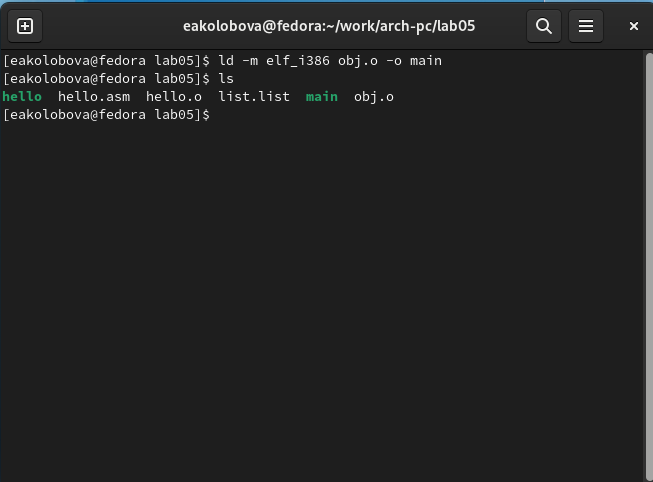 eakolobova@fedora:~/work/arch-pc/lab05
[eakolobova@fedora lab05]$ ld -m elf_i386 obj.o -o main
[eakolobova@fedora lab05]$ ls
hello  hello.asm  hello.o  list.list  main  obj.o
[eakolobova@fedora lab05]$